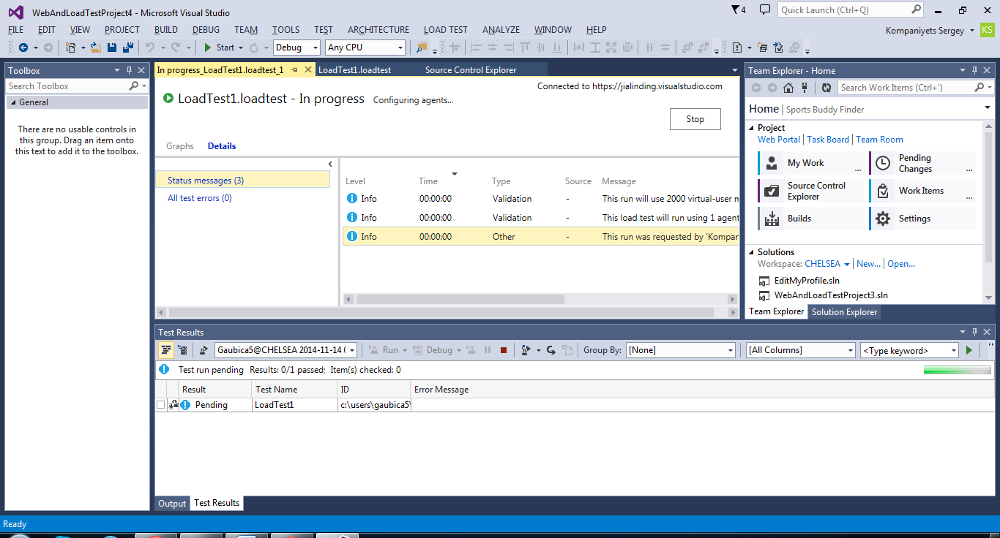 WebAndLoadTestProject4 - Microsoft Visual Studio
4
Quick Launch (Ctrl+Q)
FILE EDIT VIEW PROJECT BUILD DEBUG TEAM TOOLS TEST ARCHITECTURE LOAD TEST ANALYZE WINDOW HELP
Kompaniyets Sergey
KS
Start Debug Any CPU
Toolbox
Search Toolbox
General
There are no usable controls in
this group. Drag an item onto
this text to add it to the toolbox.
In progress_LoadTest1.loadtest_1 LoadTest1.loadtest Source Control Explorer
Connected to https://jialinding.visualstudio.com
LoadTest1.loadtest - In progress Configuring agents...
Stop
Graphs Details
Status messages (3)
All test errors (0)
Level Time Type Source Message
Info 00:00:00 Validation - This run will use 2000 virtual-user m
Info 00:00:00 Validation - This load test will run using 1 agent
Info 00:00:00 Other - This run was requested by 'Kompar
Team Explorer - Home
Search Work Items (Ctrl+')
Home | Sports Buddy Finder
Project
Web Portal | Task Board | Team Room
My Work ...
Pending
Changes ...
Source Control
Explorer
Work Items ...
Builds
Settings
Solutions
Workspace: CHELSEA | New... | Open...
EditMyProfile.sln
WebAndLoadTestProject3.sln
Team Explorer Solution Explorer
Test Results
Gaubica5@CHELSEA 2014-11-14 ( Run Debug Group By: [None] [All Columns] <Type keyword>
Test run pending Results: 0/1 passed; Item(s) checked: 0
Result Test Name ID Error Message
Pending LoadTest1 c:\users\gaubica5\
Output Test Results
Ready